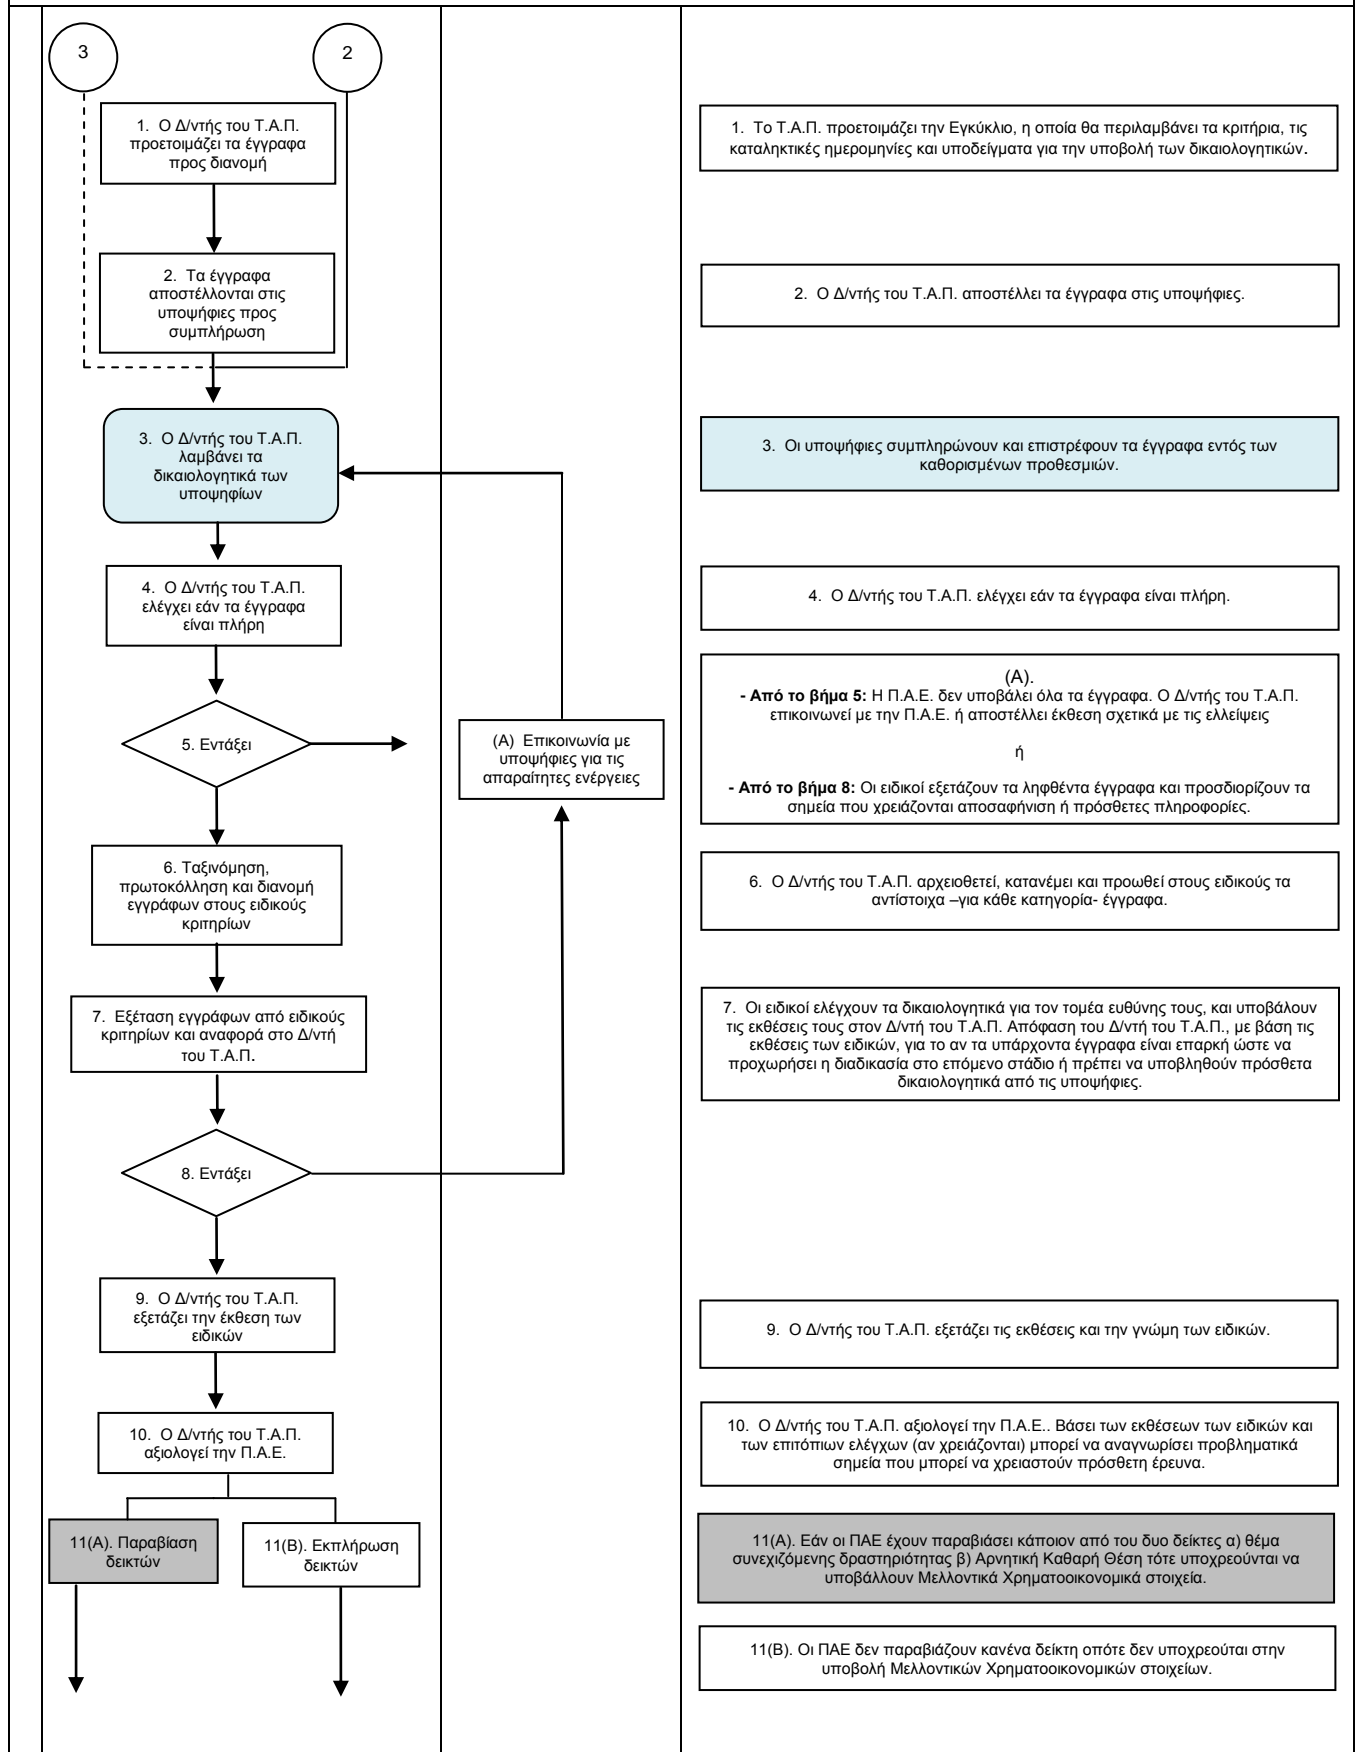 3
2
1. Ο Δ/ντής του Τ.Α.Π.
προετοιμάζει τα έγγραφα
προς διανομή
1. Το Τ.Α.Π. προετοιμάζει την Εγκύκλιο, η οποία θα περιλαμβάνει τα κριτήρια, τις
καταληκτικές ημερομηνίες και υποδείγματα για την υποβολή των δικαιολογητικών.
2. Τα έγγραφα
αποστέλλονται στις
υποψήφιες προς
συμπλήρωση
2. Ο Δ/ντής του Τ.Α.Π. αποστέλλει τα έγγραφα στις υποψήφιες.
3. Ο Δ/ντής του Τ.Α.Π.
λαμβάνει τα
δικαιολογητικά των
υποψηφίων
3. Οι υποψήφιες συμπληρώνουν και επιστρέφουν τα έγγραφα εντός των
καθορισμένων προθεσμιών.
4. Ο Δ/ντής του Τ.Α.Π.
ελέγχει εάν τα έγγραφα
είναι πλήρη
4. Ο Δ/ντής του Τ.Α.Π. ελέγχει εάν τα έγγραφα είναι πλήρη.
5. Εντάξει
(Α) Επικοινωνία με
υποψήφιες για τις
απαραίτητες ενέργειες
(Α).
- Από το βήμα 5: Η Π.Α.Ε. δεν υποβάλει όλα τα έγγραφα. Ο Δ/ντής του Τ.Α.Π.
επικοινωνεί με την Π.Α.Ε. ή αποστέλλει έκθεση σχετικά με τις ελλείψεις
ή
- Από το βήμα 8: Οι ειδικοί εξετάζουν τα ληφθέντα έγγραφα και προσδιορίζουν τα
σημεία που χρειάζονται αποσαφήνιση ή πρόσθετες πληροφορίες.
6. Ταξινόμηση,
πρωτοκόλληση και διανομή
εγγράφων στους ειδικούς
κριτηρίων
6. Ο Δ/ντής του Τ.Α.Π. αρχειοθετεί, κατανέμει και προωθεί στους ειδικούς τα
αντίστοιχα –για κάθε κατηγορία- έγγραφα.
7. Εξέταση εγγράφων από ειδικούς
κριτηρίων και αναφορά στο Δ/ντή
του Τ.Α.Π.
7. Οι ειδικοί ελέγχουν τα δικαιολογητικά για τον τομέα ευθύνης τους, και υποβάλουν
τις εκθέσεις τους στον Δ/ντή του Τ.Α.Π. Απόφαση του Δ/ντή του Τ.Α.Π., με βάση τις
εκθέσεις των ειδικών, για το αν τα υπάρχοντα έγγραφα είναι επαρκή ώστε να
προχωρήσει η διαδικασία στο επόμενο στάδιο ή πρέπει να υποβληθούν πρόσθετα
δικαιολογητικά από τις υποψήφιες.
8. Εντάξει
9. Ο Δ/ντής του Τ.Α.Π.
εξετάζει την έκθεση των
ειδικών
9. Ο Δ/ντής του Τ.Α.Π. εξετάζει τις εκθέσεις και την γνώμη των ειδικών.
10. Ο Δ/ντής του Τ.Α.Π.
αξιολογεί την Π.Α.Ε.
10. Ο Δ/ντής του Τ.Α.Π. αξιολογεί την Π.Α.Ε.. Βάσει των εκθέσεων των ειδικών και
των επιτόπιων ελέγχων (αν χρειάζονται) μπορεί να αναγνωρίσει προβληματικά
σημεία που μπορεί να χρειαστούν πρόσθετη έρευνα.
11(Α). Παραβίαση
δεικτών
11(Β). Εκπλήρωση
δεικτών
11(Α). Εάν οι ΠΑΕ έχουν παραβιάσει κάποιον από του δυο δείκτες α) θέμα
συνεχιζόμενης δραστηριότητας β) Αρνητική Καθαρή Θέση τότε υποχρεούνται να
υποβάλλουν Μελλοντικά Χρηματοοικονομικά στοιχεία.
11(Β). Οι ΠΑΕ δεν παραβιάζουν κανένα δείκτη οπότε δεν υποχρεούται στην
υποβολή Μελλοντικών Χρηματοοικονομικών στοιχείων.